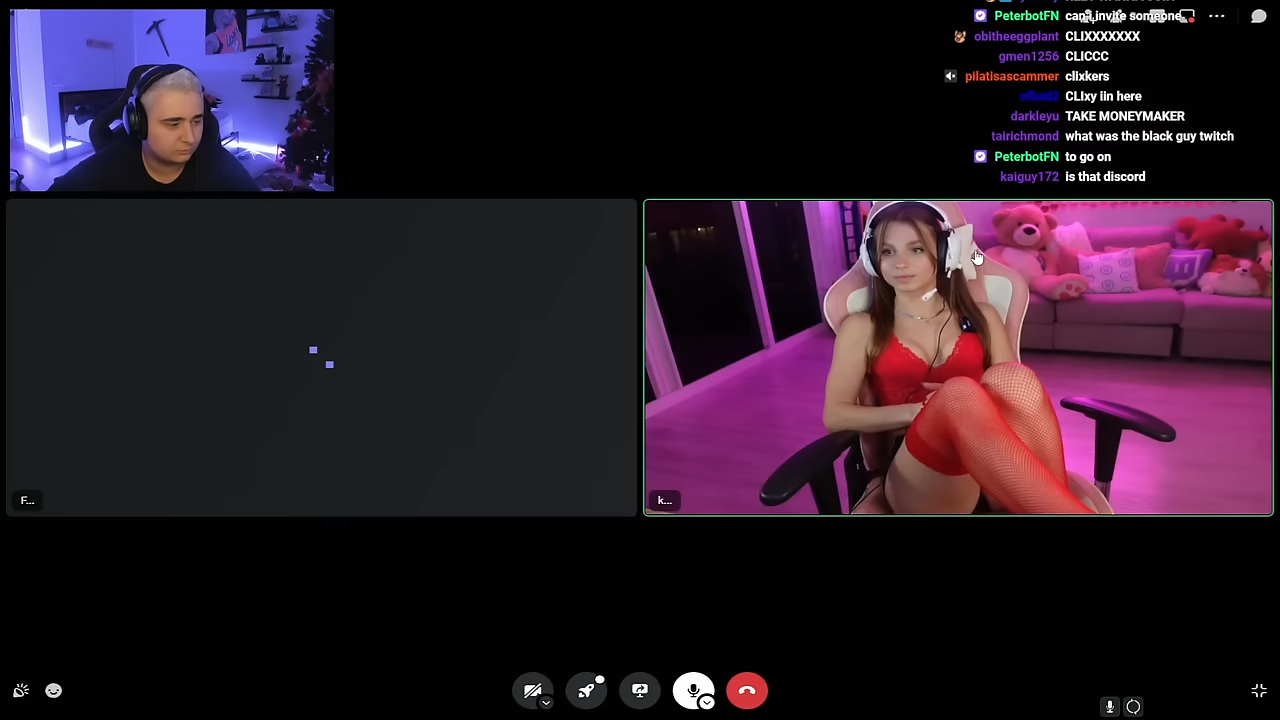 PeterbotFN can i invite someone
obitheeggplant CLIXXXXXXX
gmen1256 CLICCC
pilatisascammer clixkers
CLIxy iin here
darkleyu TAKE MONEYMAKER
tairichmond what was the black guy twitch
PeterbotFN to go on
kaiguy172 is that discord
F...
k...